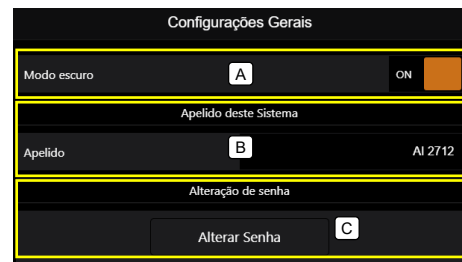 Configurações Gerais
Modo escuro A ON
Apelido deste Sistema
Apelido B AI 2712
Alteração de senha
Alterar Senha C